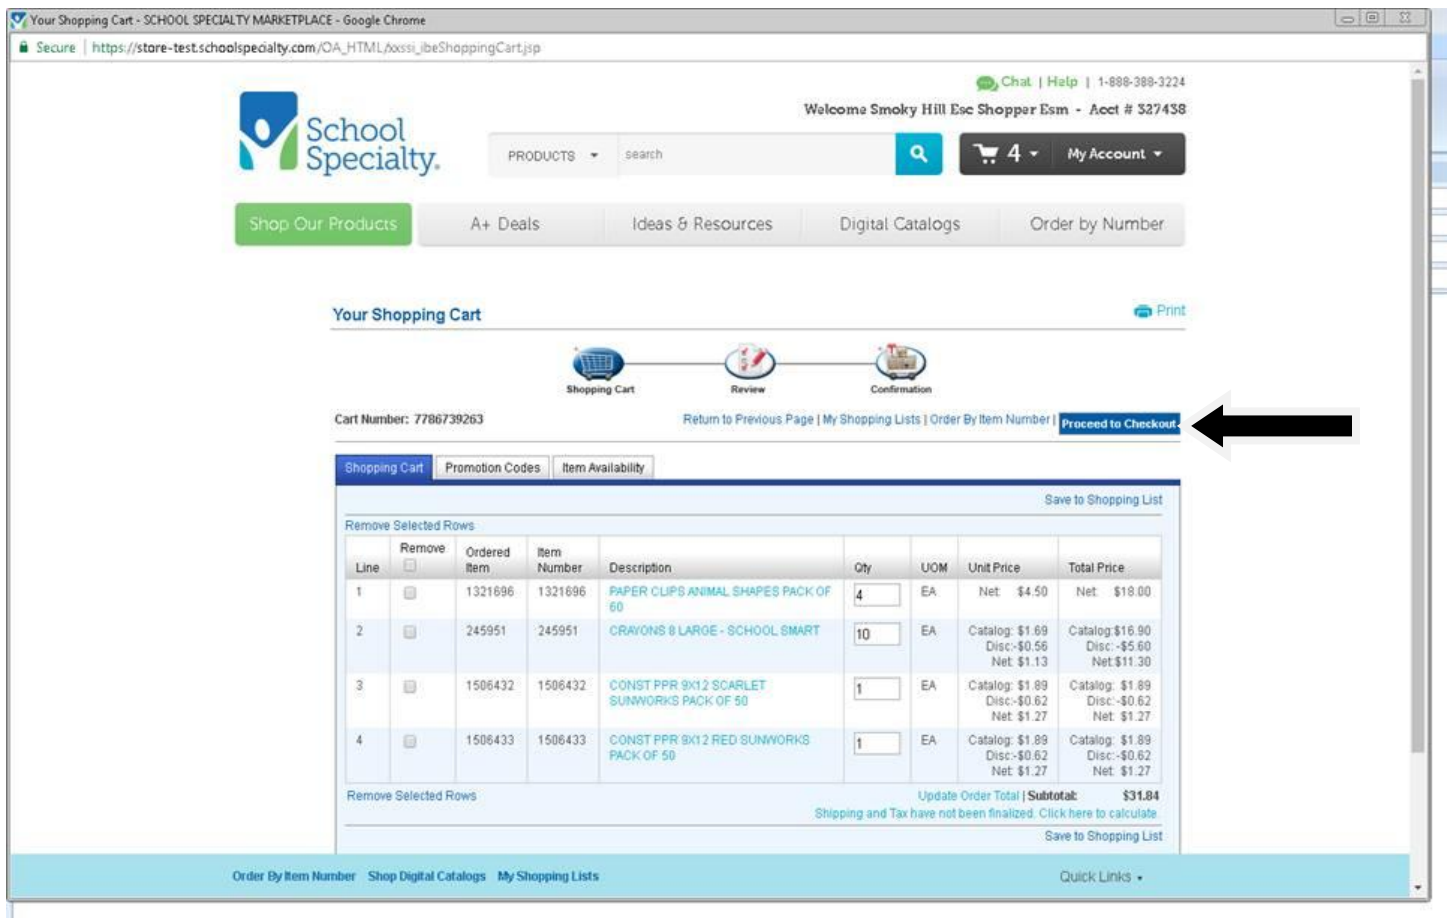 Your Shopping Cart - SCHOOL SPECIALTY MARKETPLACE - Google Chrome
Secure | https://store-test.schoolspecialty.com/OA_HTML/xxssi_ibeShoppingCart.jsp
Chat | Help | 1-888-388-3224
Welcome Smoky Hill Esc Shopper Esm - Acct # 327438
School Specialty.
PRODUCTS search 4 My Account
Shop Our Products A+ Deals Ideas & Resources Digital Catalogs Order by Number
Your Shopping Cart Print
Shopping Cart Review Confirmation
Cart Number: 7786739263 Return to Previous Page | My Shopping Lists | Order By Item Number | Proceed to Checkout
Shopping Cart Promotion Codes Item Availability
Save to Shopping List
Remove Selected Rows
Line Remove Ordered Item Item Number Description Qty UOM Unit Price Total Price
1 1321696 1321696 PAPER CLIPS ANIMAL SHAPES PACK OF 4 EA Net: $4.50 Net: $18.00
60
2 245951 245951 CRAYONS 8 LARGE - SCHOOL SMART 10 EA Catalog: $1.69 Catalog:$16.90
Disc:-$0.56 Disc:-$5.60
Net: $1.13 Net:$11.30
3 1506432 1506432 CONST PPR 9X12 SCARLET 1 EA Catalog: $1.89 Catalog: $1.89
SUNWORKS PACK OF 50 Disc:-$0.62 Disc:-$0.62
Net: $1.27 Net: $1.27
4 1506433 1506433 CONST PPR 9X12 RED SUNWORKS 1 EA Catalog: $1.89 Catalog: $1.89
PACK OF 50 Disc:-$0.62 Disc:-$0.62
Net: $1.27 Net: $1.27
Remove Selected Rows Update Order Total | Subtotal: $31.84
Shipping and Tax have not been finalized. Click here to calculate.
Save to Shopping List
Order By Item Number Shop Digital Catalogs My Shopping Lists Quick Links